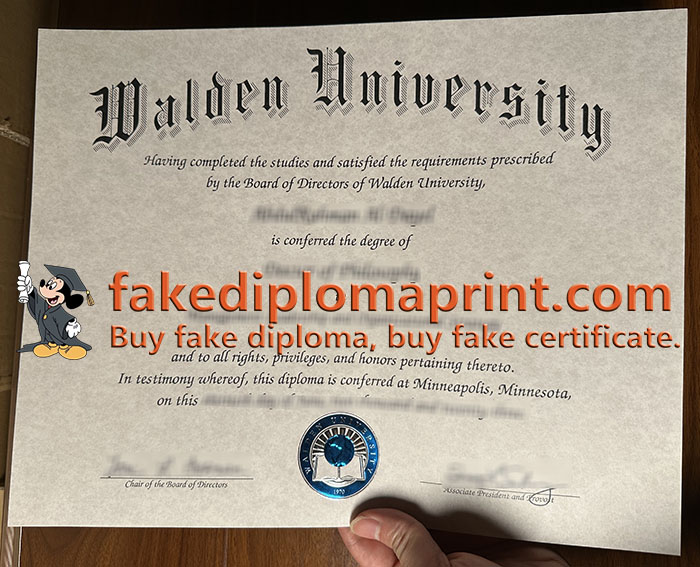 Walden University
Having completed the studies and satisfied the requirements prescribed
by the Board of Directors of Walden University,
is conferred the degree of
fakediplomaprint.com
Buy fake diploma, buy fake certificate.
and to all rights, privileges, and honors pertaining thereto.
In testimony whereof, this diploma is conferred at Minneapolis, Minnesota,
on this
WALDEN UNIVERSITY
1970
Chair of the Board of Directors
Associate President and Provost